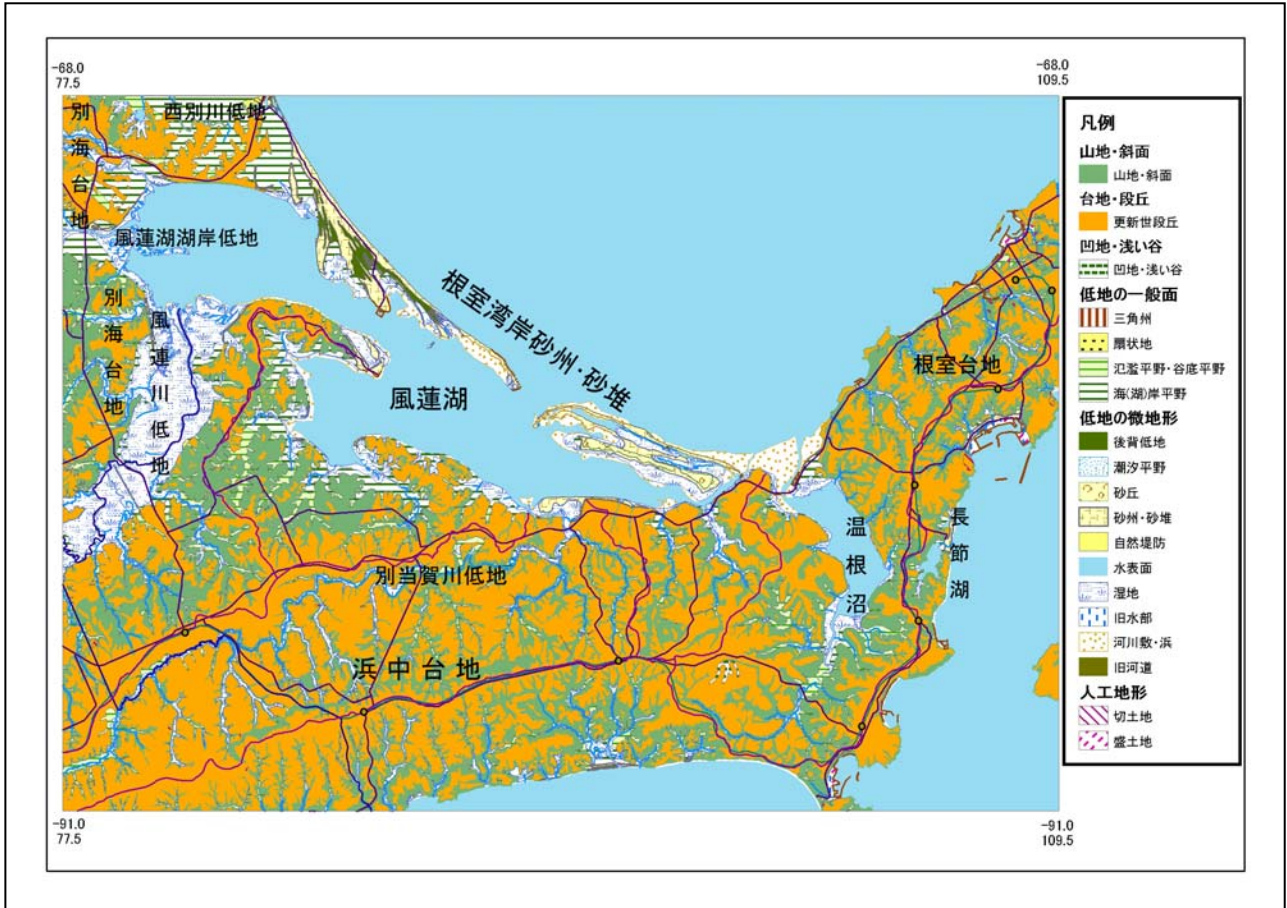 -68.0
77.5
-68.0
109.5
西別川低地
別海台地
風蓮湖湖岸低地
別海台地
風連川低地
根室湾岸砂州・砂堆
風蓮湖
根室台地
温根沼
長節湖
別当賀川低地
浜中台地
-91.0
77.5
-91.0
109.5
凡例
山地・斜面
山地・斜面
台地・段丘
更新世段丘
凹地・浅い谷
凹地・浅い谷
低地の一般面
三角州
扇状地
氾濫平野・谷底平野
海(湖)岸平野
低地の微地形
後背低地
潮汐平野
砂丘
砂州・砂堆
自然堤防
水表面
湿地
旧水部
河川敷・浜
旧河道
人工地形
切土地
盛土地